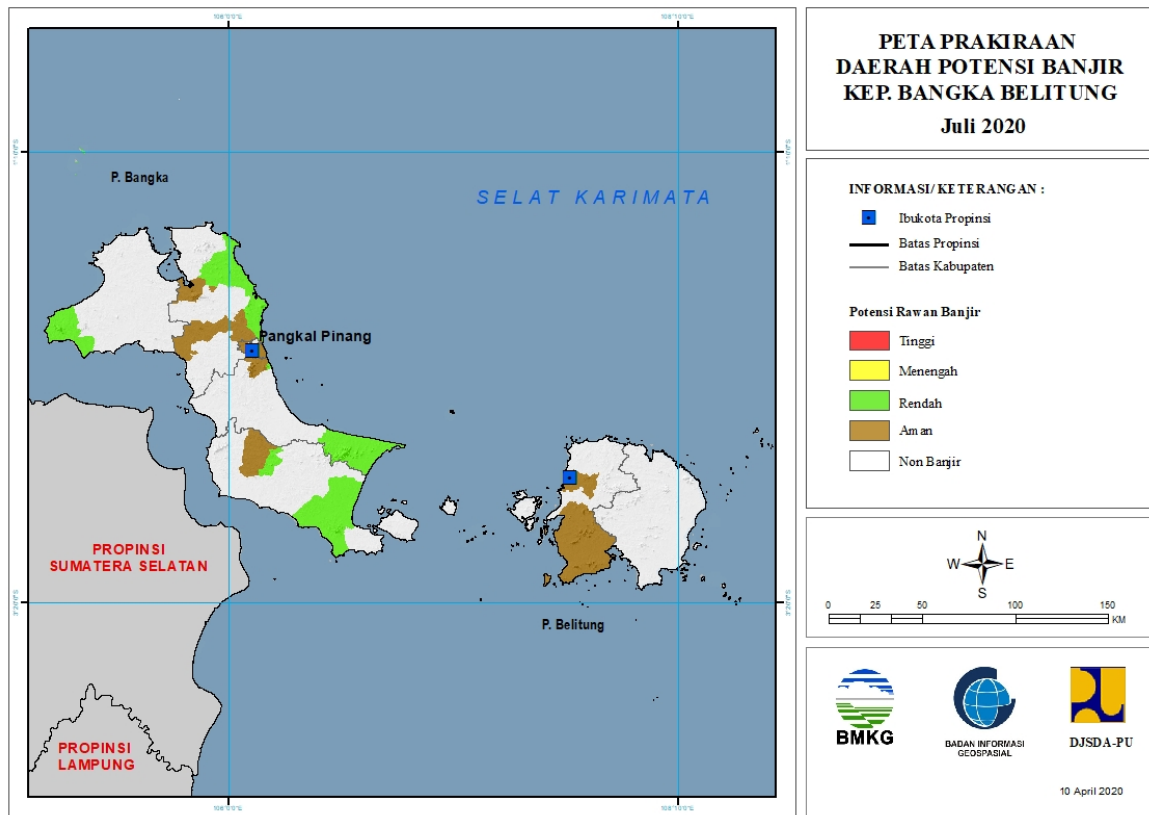 PETA PRAKIRAAN
DAERAH POTENSI BANJIR
KEP. BANGKA BELITUNG
Juli 2020
P. Bangka
SELAT KARIMATA
Pangkal Pinang
PROPINSI
SUMATERA SELATAN
P. Belitung
PROPINSI
LAMPUNG
INFORMASI/ KETERANGAN :
Ibukota Propinsi
Batas Propinsi
Batas Kabupaten
Potensi Rawan Banjir
Tinggi
Menengah
Rendah
Aman
Non Banjir
N
W E
S
0 25 50 100 150
KM
BMKG
BADAN INFORMASI
GEOSPASIAL
DJSDA-PU
10 April 2020